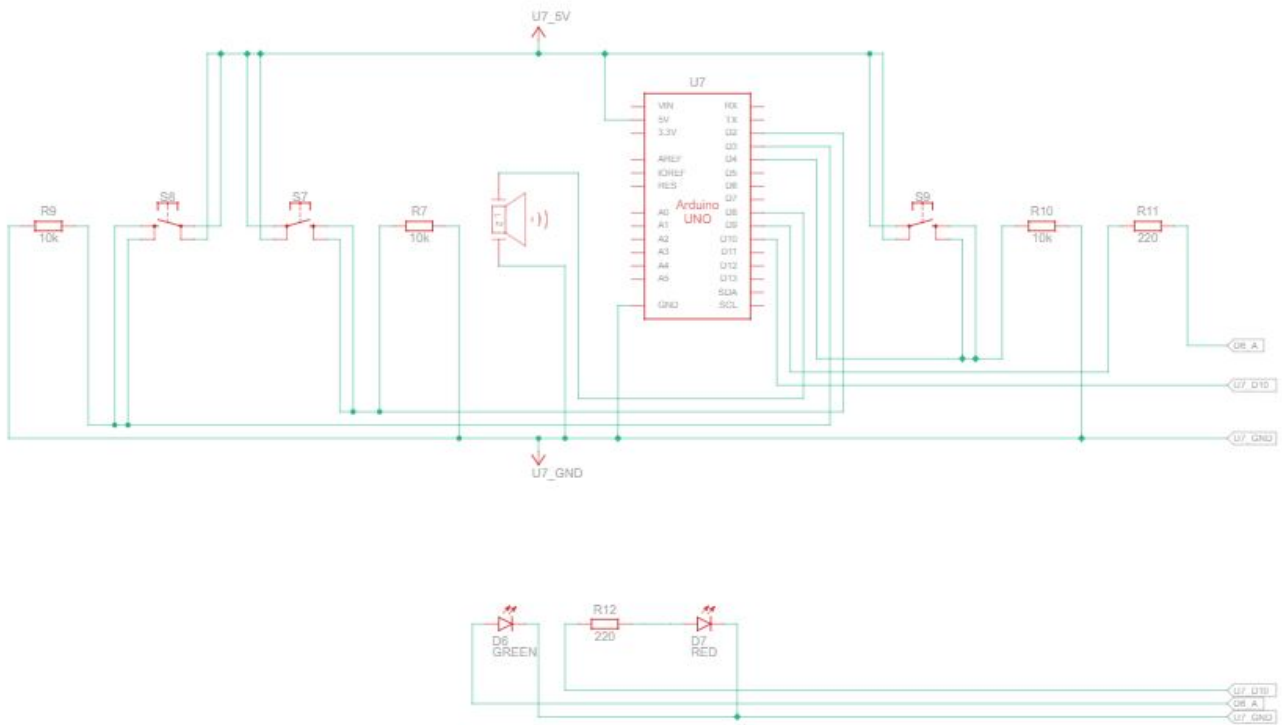 U7_5V
U7
VIN
5V
3.3V
AREF
IOREF
RES
A0
A1
A2
A3
A4
A5
GND
RX
TX
D2
D3
D4
D5
D6
D7
D8
D9
D10
D11
D12
D13
SDA
SCL
Arduino
UNO
R9
10k
S8
S7
R7
10k
S9
R10
10k
R11
220
D6_A
U7_D10
U7_GND
U7_GND
D6
GREEN
R12
220
D7
RED
U7_D10
D6_A
U7_GND